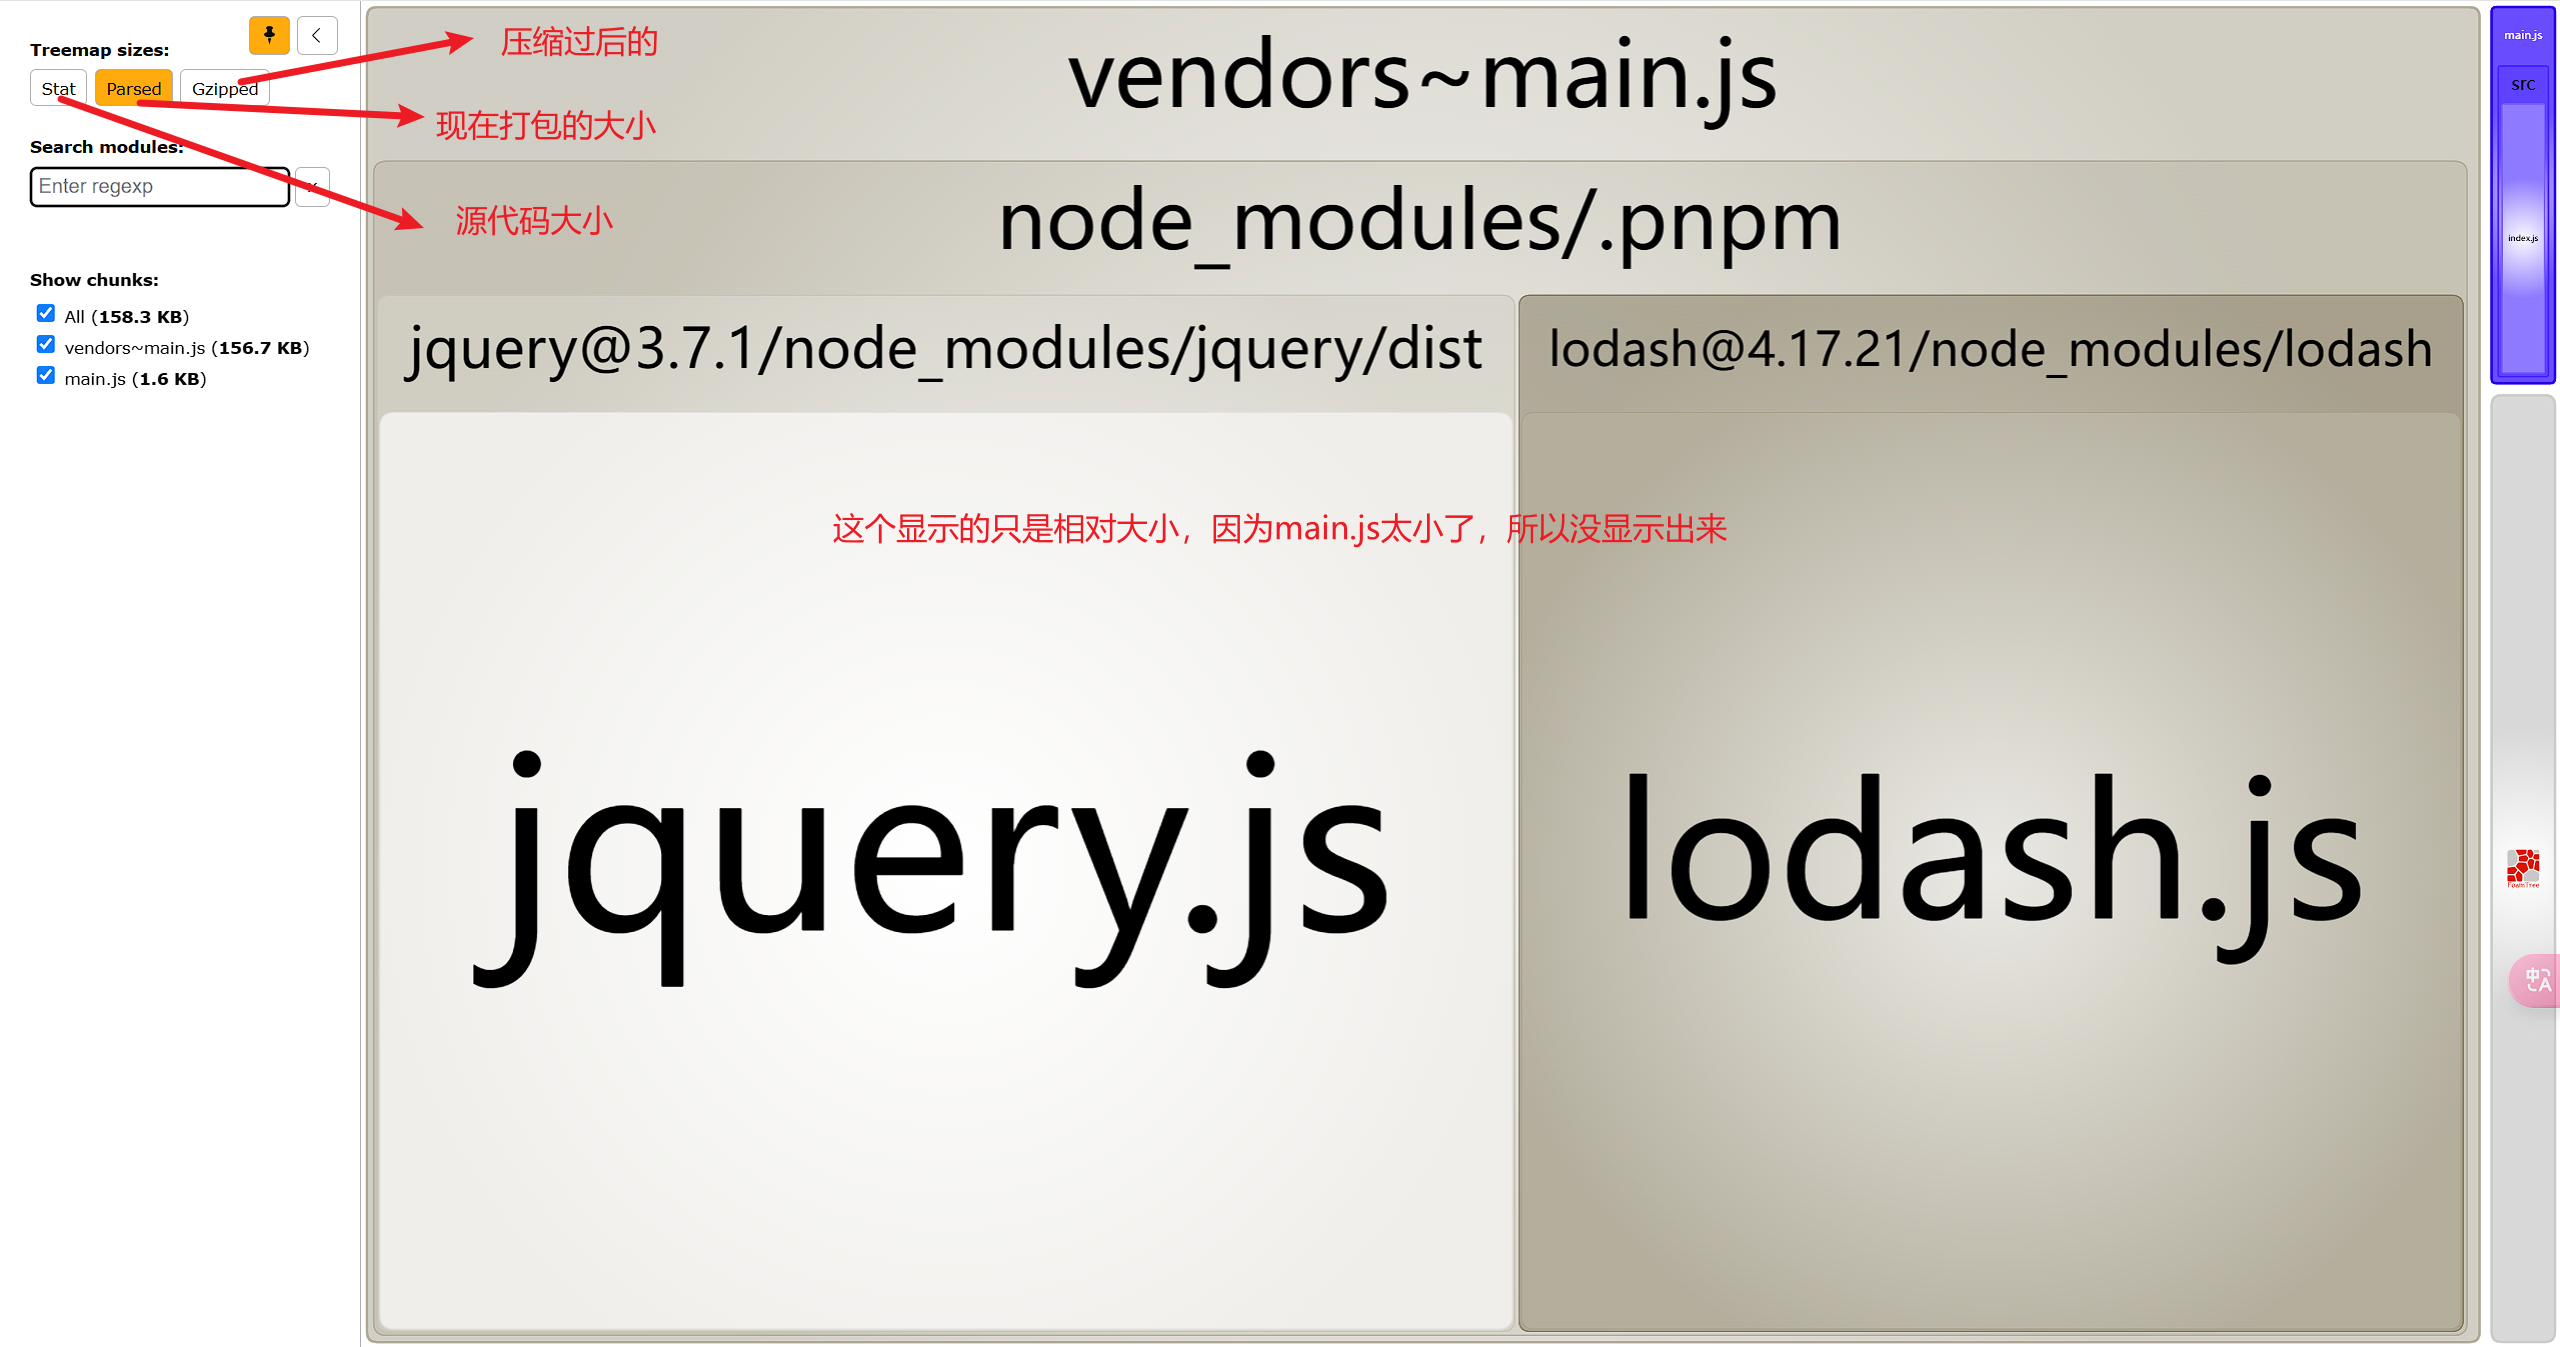 Treemap sizes:
Stat
Parsed
Gzipped
压缩过后的
现在打包的大小
源代码大小
Search modules:
Enter regexp
Show chunks:
All (158.3 KB)
vendors~main.js (156.7 KB)
main.js (1.6 KB)
vendors~main.js
node_modules/.pnpm
jquery@3.7.1/node_modules/jquery/dist
lodash@4.17.21/node_modules/lodash
这个显示的只是相对大小，因为main.js太小了，所以没显示出来
jquery.js
lodash.js
main.js
src
index.js
FoamTree